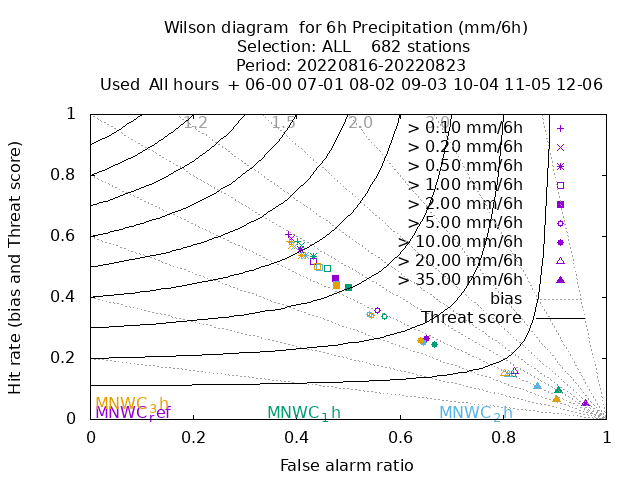 Wilson diagram  for 6h Precipitation (mm/6h)
Selection: ALL    682 stations
Period: 20220816-20220823
Used  All hours  + 06-00 07-01 08-02 09-03 10-04 11-05 12-06
Hit rate (bias and Threat score)
1
0.8
0.6
0.4
0.2
0
1.2
1.5
2.0
3.0
> 0.10 mm/6h
> 0.20 mm/6h
> 0.50 mm/6h
> 1.00 mm/6h
> 2.00 mm/6h
> 5.00 mm/6h
> 10.00 mm/6h
> 20.00 mm/6h
> 35.00 mm/6h
bias
Threat score
MNWC_3h
MNWC_ref
MNWC_1h
MNWC_2h
0 0.2 0.4 0.6 0.8 1
False alarm ratio